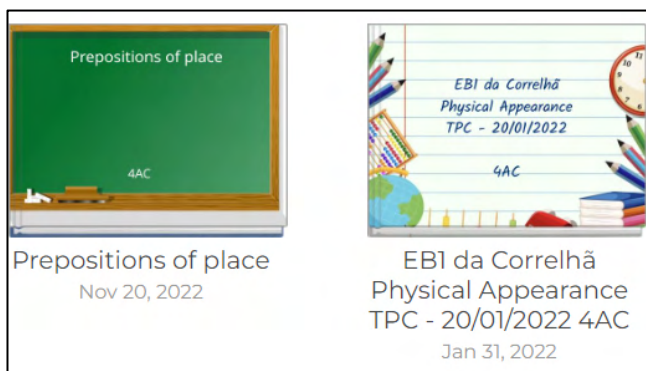 Prepositions of place
4AC
Prepositions of place
Nov 20, 2022
EB1 da Correlhã
Physical Appearance
TPC - 20/01/2022
4AC
EB1 da Correlhã
Physical Appearance
TPC - 20/01/2022 4AC
Jan 31, 2022